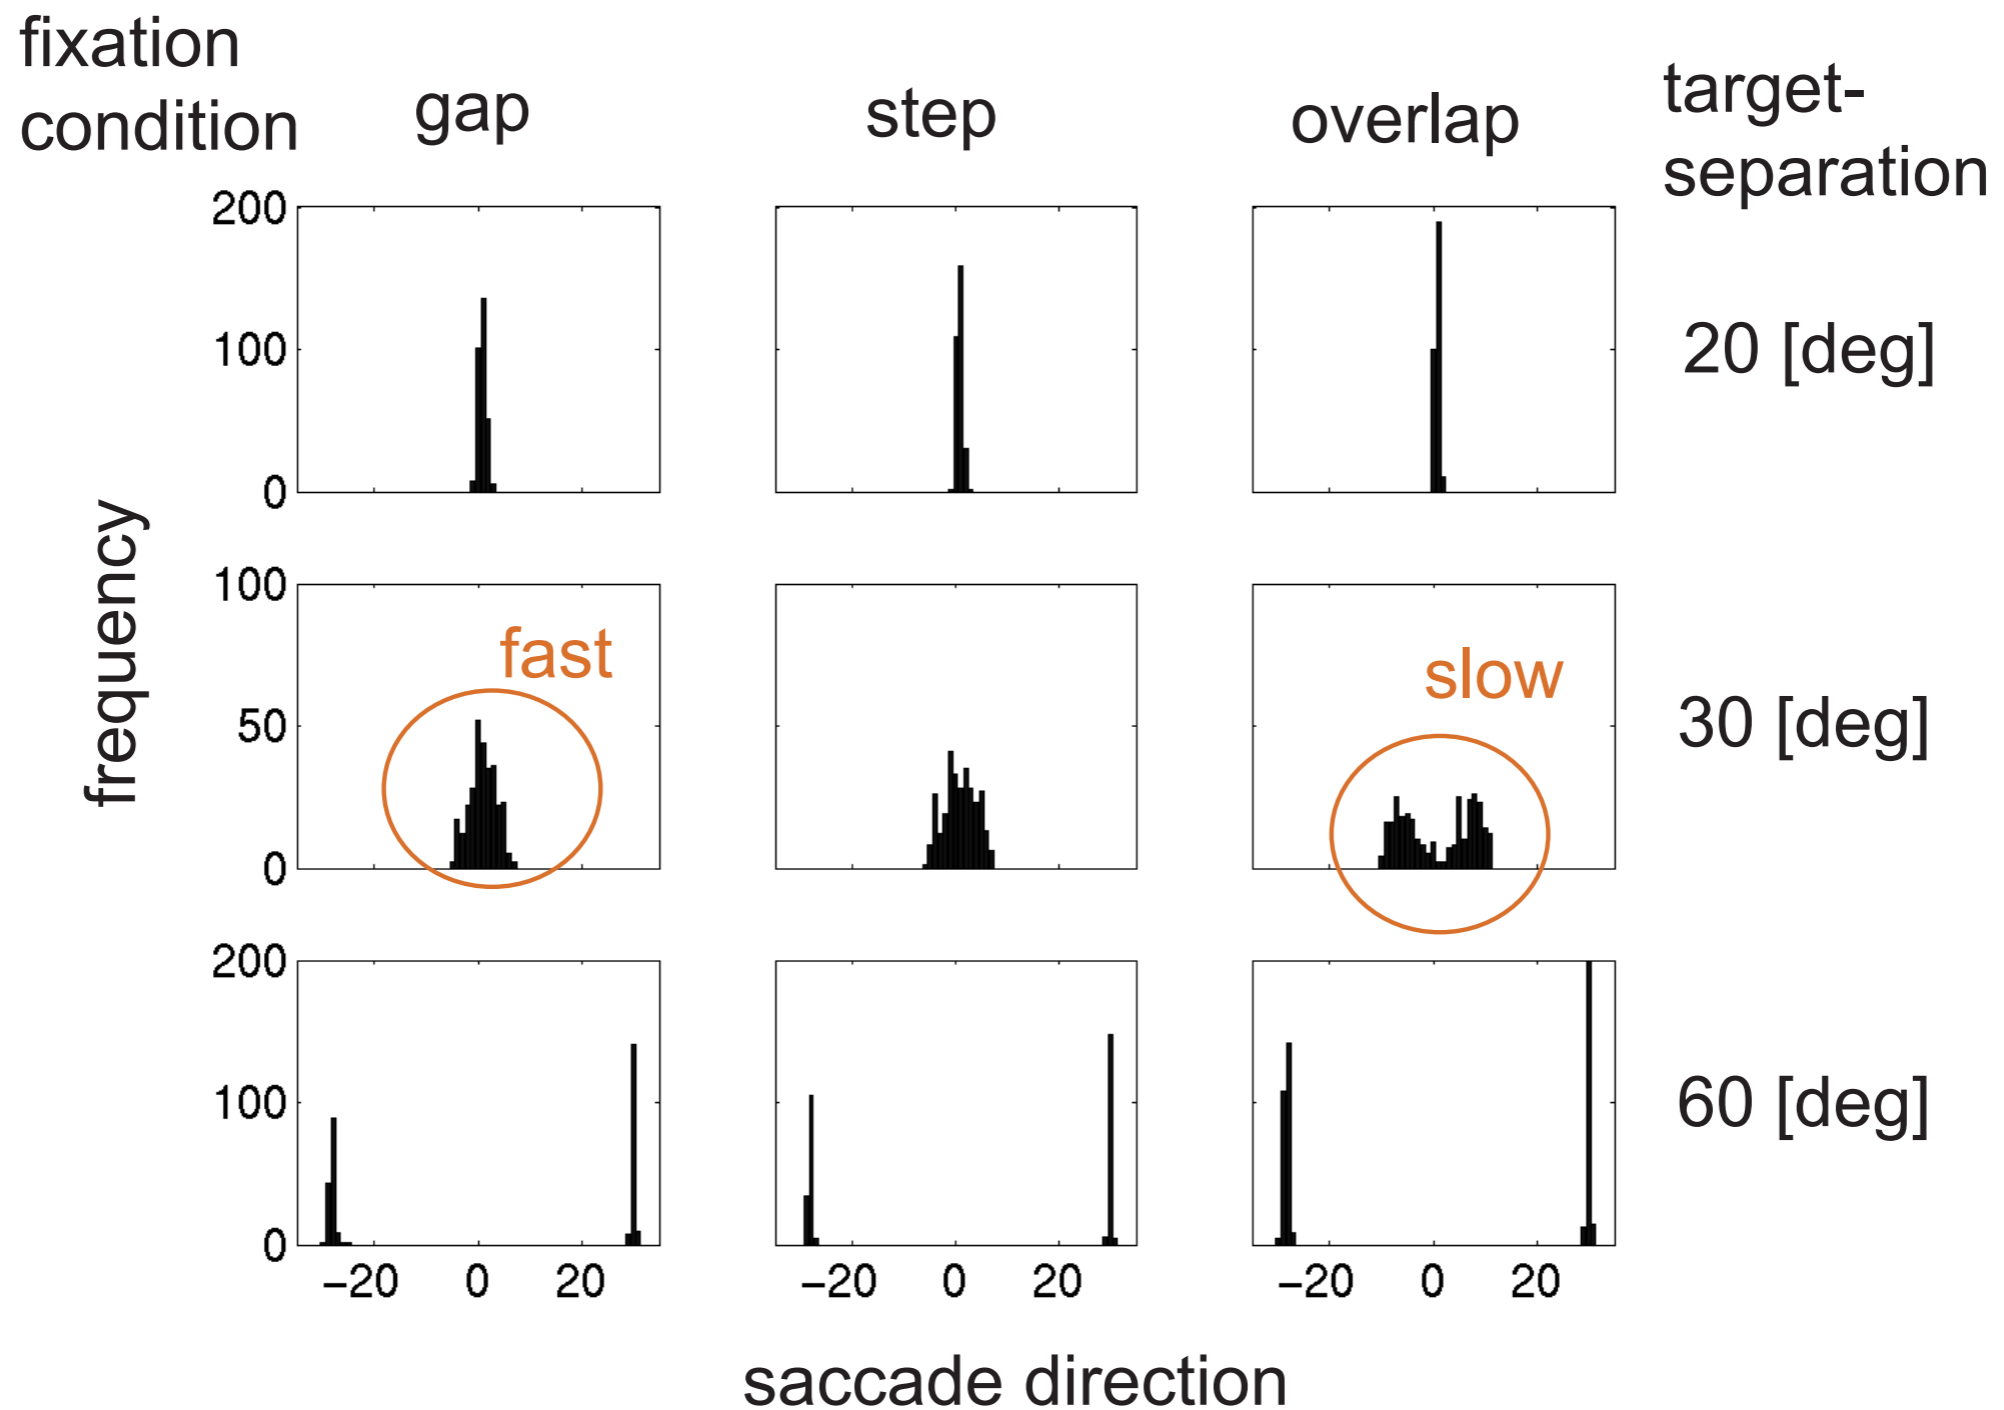 fixation
condition
gap
step
overlap
target-
separation
200
100
0
20 [deg]
frequency
100
50
0
fast
slow
30 [deg]
200
100
0
60 [deg]
−20 0 20
−20 0 20
−20 0 20
saccade direction